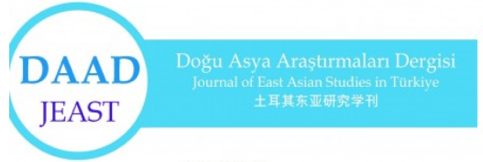 DAAD
JEAST
Doğu Asya Araştırmaları Dergisi
Journal of East Asian Studies in Türkiye
土耳其东亚研究学刊